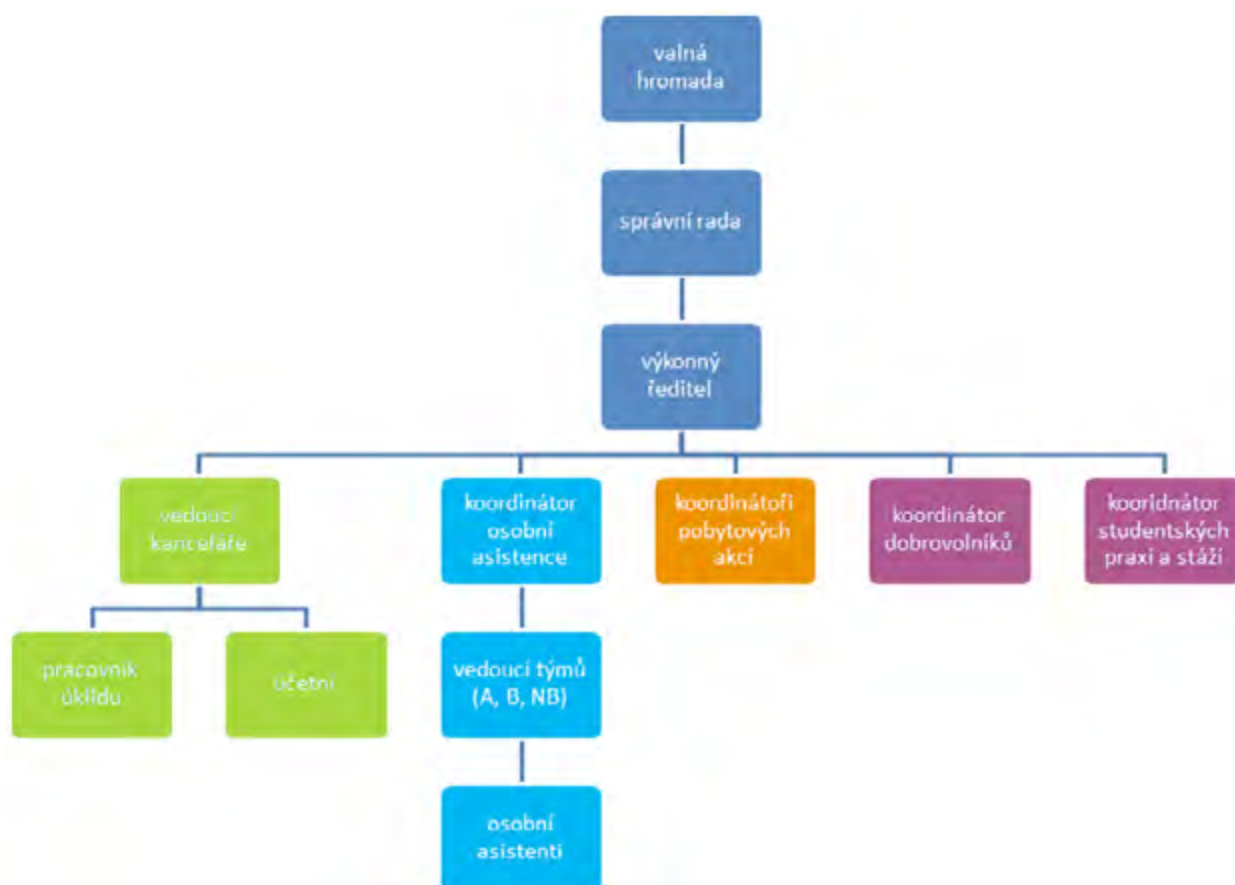 valná
hromada
správní rada
výkonný
ředitel
vedoucí
kanceláře
koordinátor
osobní
asistence
koordinátoři
pobytových
akcí
koordinátor
dobrovolníků
kooridnátor
studentských
praxí a stáží
pracovník
úklidu
účetní
vedoucí týmů
(A, B, NB)
osobní
asistenti